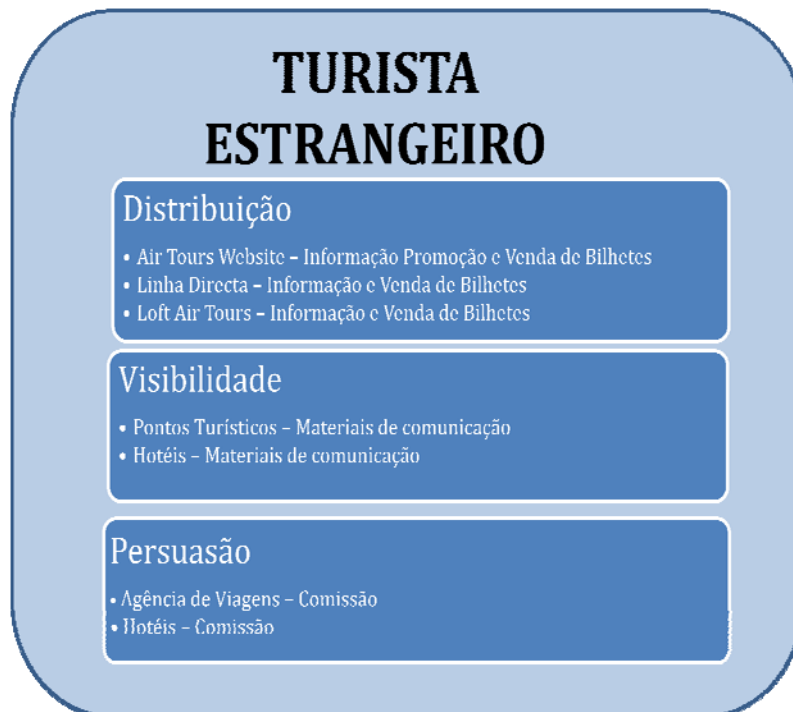 TURISTA
ESTRANGEIRO
Distribuição
• Air Tours Website – Informação Promoção e Venda de Bilhetes
• Linha Directa – Informação e Venda de Bilhetes
• Loft Air Tours – Informação e Venda de Bilhetes
Visibilidade
• Pontos Turísticos – Materiais de comunicação
• Hotéis – Materiais de comunicação
Persuasão
• Agência de Viagens – Comissão
• Hotéis – Comissão